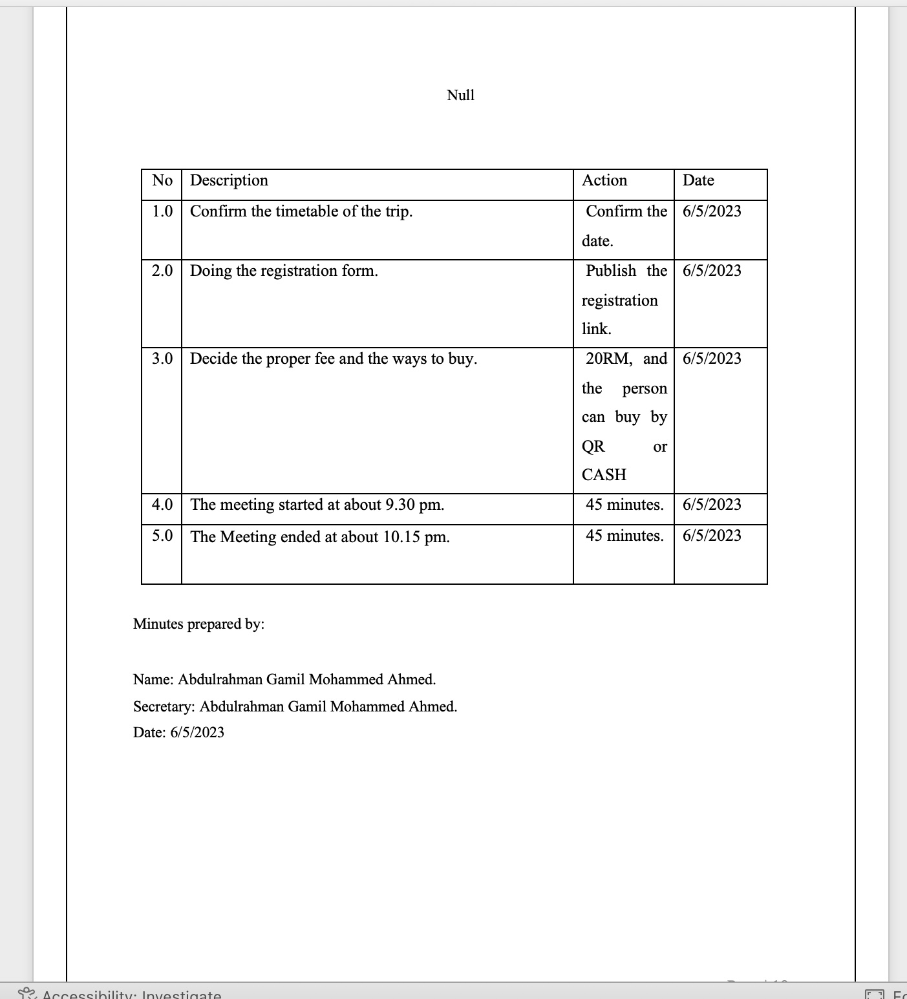 Null
No Description Action Date
1.0 Confirm the timetable of the trip. Confirm the 6/5/2023
date.
2.0 Doing the registration form. Publish the 6/5/2023
registration
link.
3.0 Decide the proper fee and the ways to buy. 20RM, and 6/5/2023
the person
can buy by
QR or
CASH
4.0 The meeting started at about 9.30 pm. 45 minutes. 6/5/2023
5.0 The Meeting ended at about 10.15 pm. 45 minutes. 6/5/2023
Minutes prepared by:
Name: Abdulrahman Gamil Mohammed Ahmed.
Secretary: Abdulrahman Gamil Mohammed Ahmed.
Date: 6/5/2023
Accessibility: Investigate